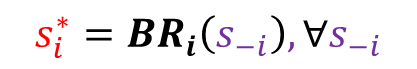 s_i^* = BR_i(s_{-i}), ∀s_{-i}